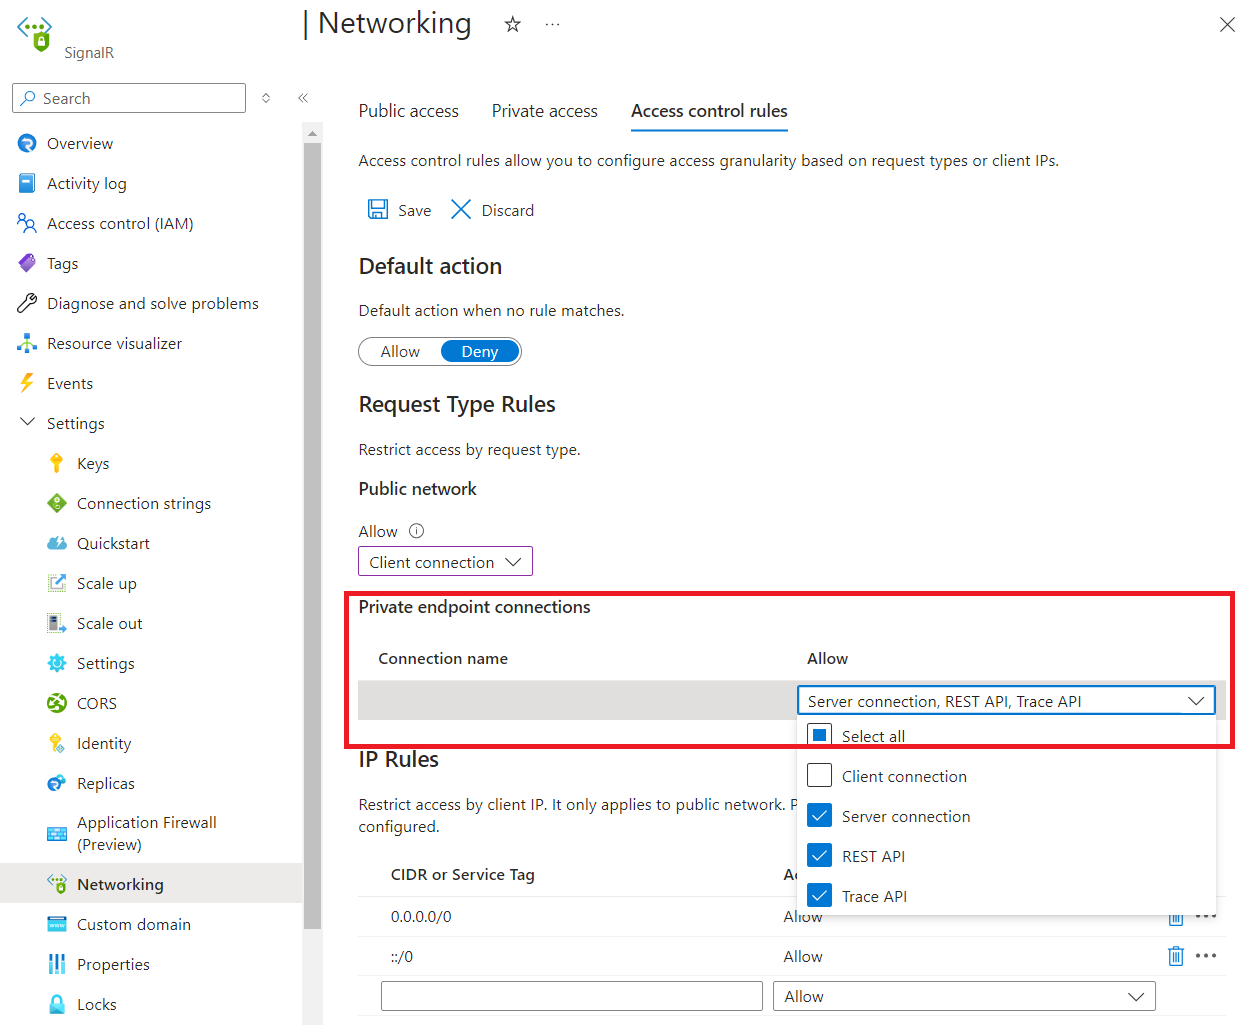 | Networking
SignalR
Search
Overview
Activity log
Access control (IAM)
Tags
Diagnose and solve problems
Resource visualizer
Events
Settings
Keys
Connection strings
Quickstart
Scale up
Scale out
Settings
CORS
Identity
Replicas
Application Firewall
(Preview)
Networking
Custom domain
Properties
Locks
Public access Private access Access control rules
Access control rules allow you to configure access granularity based on request types or client IPs.
Save Discard
Default action
Default action when no rule matches.
Allow Deny
Request Type Rules
Restrict access by request type.
Public network
Allow
Client connection
Private endpoint connections
Connection name Allow
Server connection, REST API, Trace API
Select all
Client connection
Server connection
REST API
Trace API
IP Rules
Restrict access by client IP. It only applies to public network.
configured.
CIDR or Service Tag
0.0.0.0/0 Allow
::/0 Allow
Allow